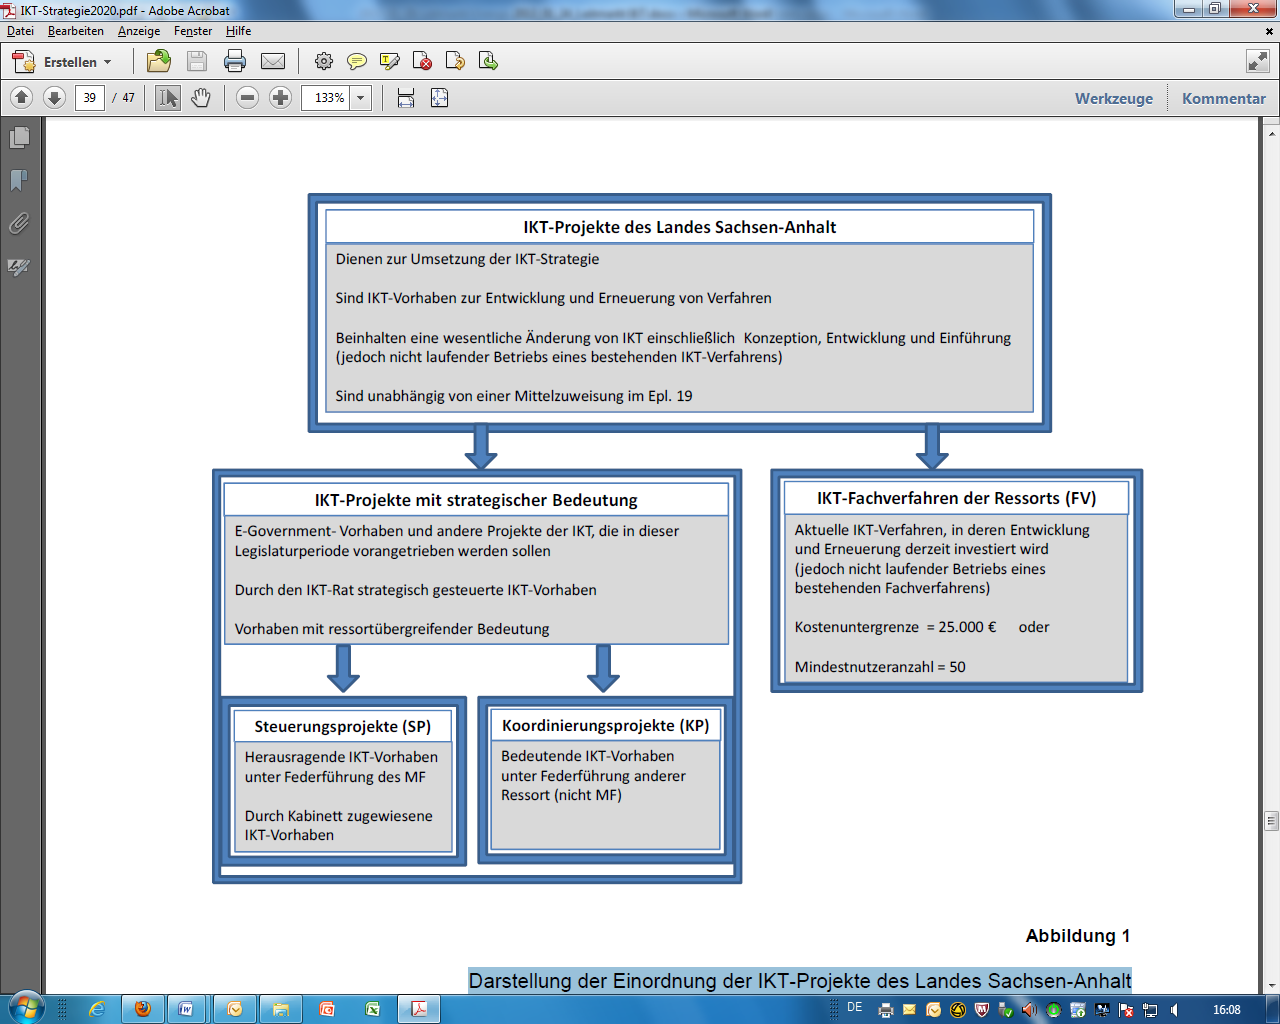 IKT-Strategie2020.pdf - Adobe Acrobat
Datei Bearbeiten Anzeige Fenster Hilfe
Erstellen
39 / 47
133%
Werkzeuge
Kommentar
IKT-Projekte des Landes Sachsen-Anhalt
Dienen zur Umsetzung der IKT-Strategie
Sind IKT-Vorhaben zur Entwicklung und Erneuerung von Verfahren
Beinhalten eine wesentliche Änderung von IKT einschließlich Konzeption, Entwicklung und Einführung
(jedoch nicht laufender Betriebs eines bestehenden IKT-Verfahrens)
Sind unabhängig von einer Mittelzuweisung im Epl. 19
IKT-Projekte mit strategischer Bedeutung
E-Government- Vorhaben und andere Projekte der IKT, die in dieser
Legislaturperiode vorangetrieben werden sollen
Durch den IKT-Rat strategisch gesteuerte IKT-Vorhaben
Vorhaben mit ressortübergreifender Bedeutung
IKT-Fachverfahren der Ressorts (FV)
Aktuelle IKT-Verfahren, in deren Entwicklung
und Erneuerung derzeit investiert wird
(jedoch nicht laufender Betriebs eines
bestehenden Fachverfahrens)
Kostenuntergrenze = 25.000 € oder
Mindestnutzeranzahl = 50
Steuerungsprojekte (SP)
Herausragende IKT-Vorhaben
unter Federführung des MF
Durch Kabinett zugewiesene
IKT-Vorhaben
Koordinierungsprojekte (KP)
Bedeutende IKT-Vorhaben
unter Federführung anderer
Ressort (nicht MF)
Abbildung 1
Darstellung der Einordnung der IKT-Projekte des Landes Sachsen-Anhalt
DE
16:08